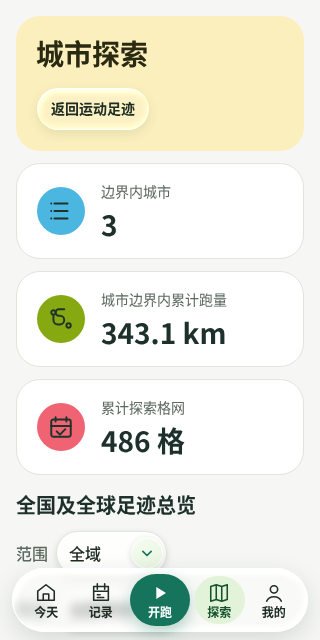 城市探索
返回运动足迹
边界内城市
3
城市边界内累计跑量
343.1 km
累计探索格网
486 格
全国及全球足迹总览
范围 全域
今天 记录 开跑 探索 我的